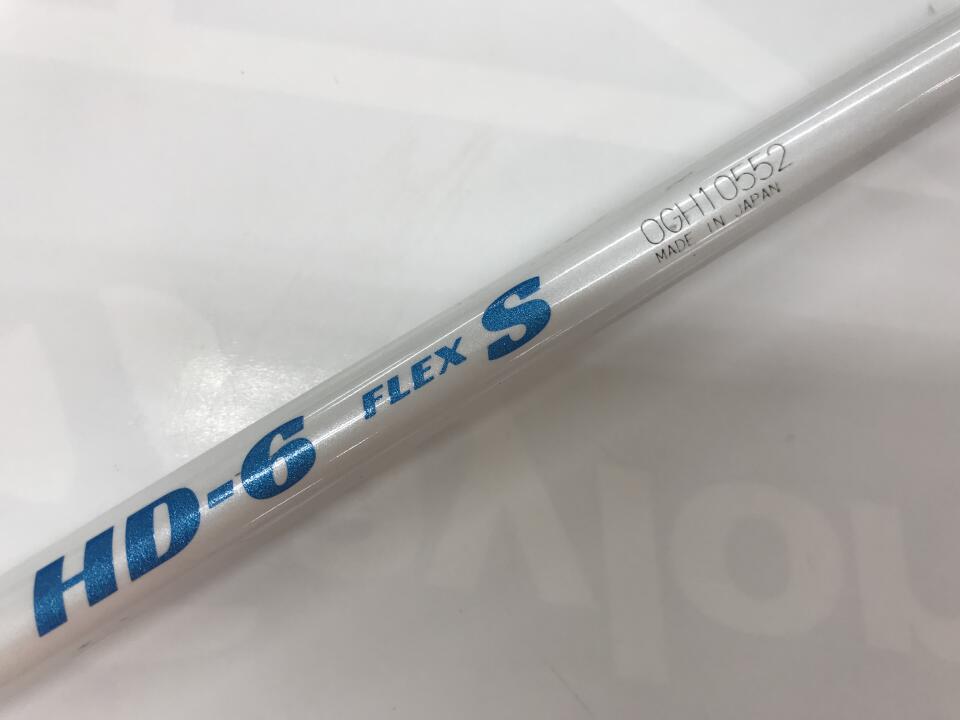 HD-6 FLEX S
OGH10552
MADE IN JAPAN